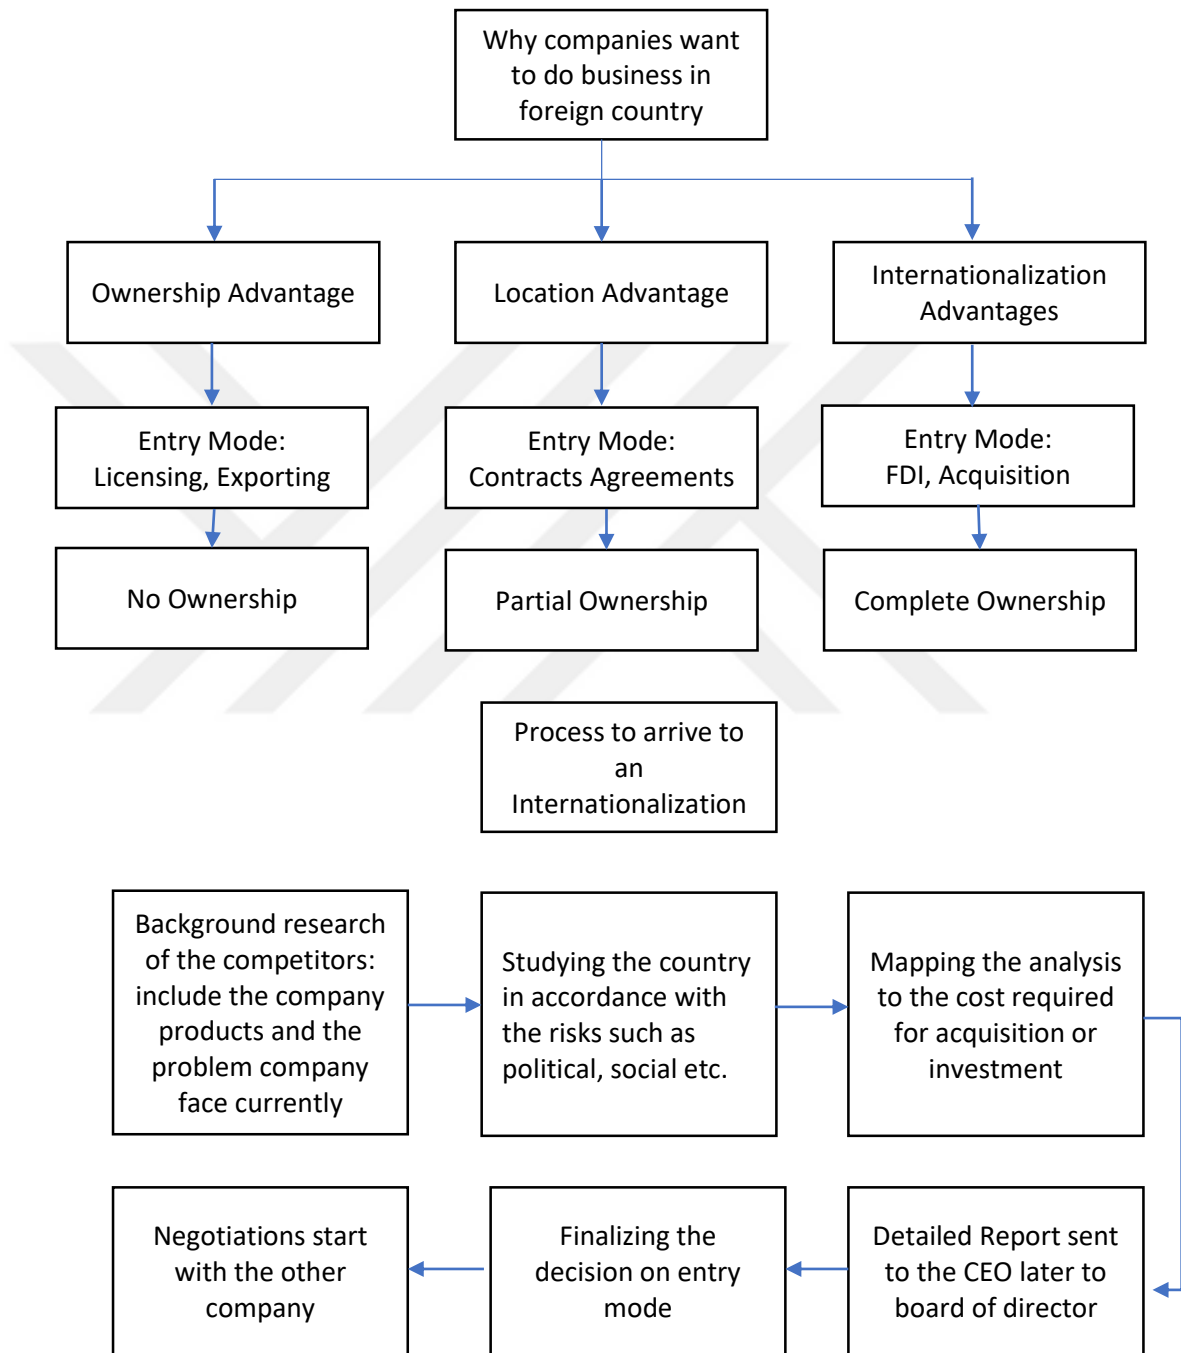 Why companies want
to do business in
foreign country
Ownership Advantage
Location Advantage
Internationalization
Advantages
Entry Mode:
Licensing, Exporting
Entry Mode:
Contracts Agreements
Entry Mode:
FDI, Acquisition
No Ownership
Partial Ownership
Complete Ownership
Process to arrive to
an
Internationalization
Background research
of the competitors:
include the company
products and the
problem company
face currently
Studying the country
in accordance with
the risks such as
political, social etc.
Mapping the analysis
to the cost required
for acquisition or
investment
Negotiations start
with the other
company
Finalizing the
decision on entry
mode
Detailed Report sent
to the CEO later to
board of director